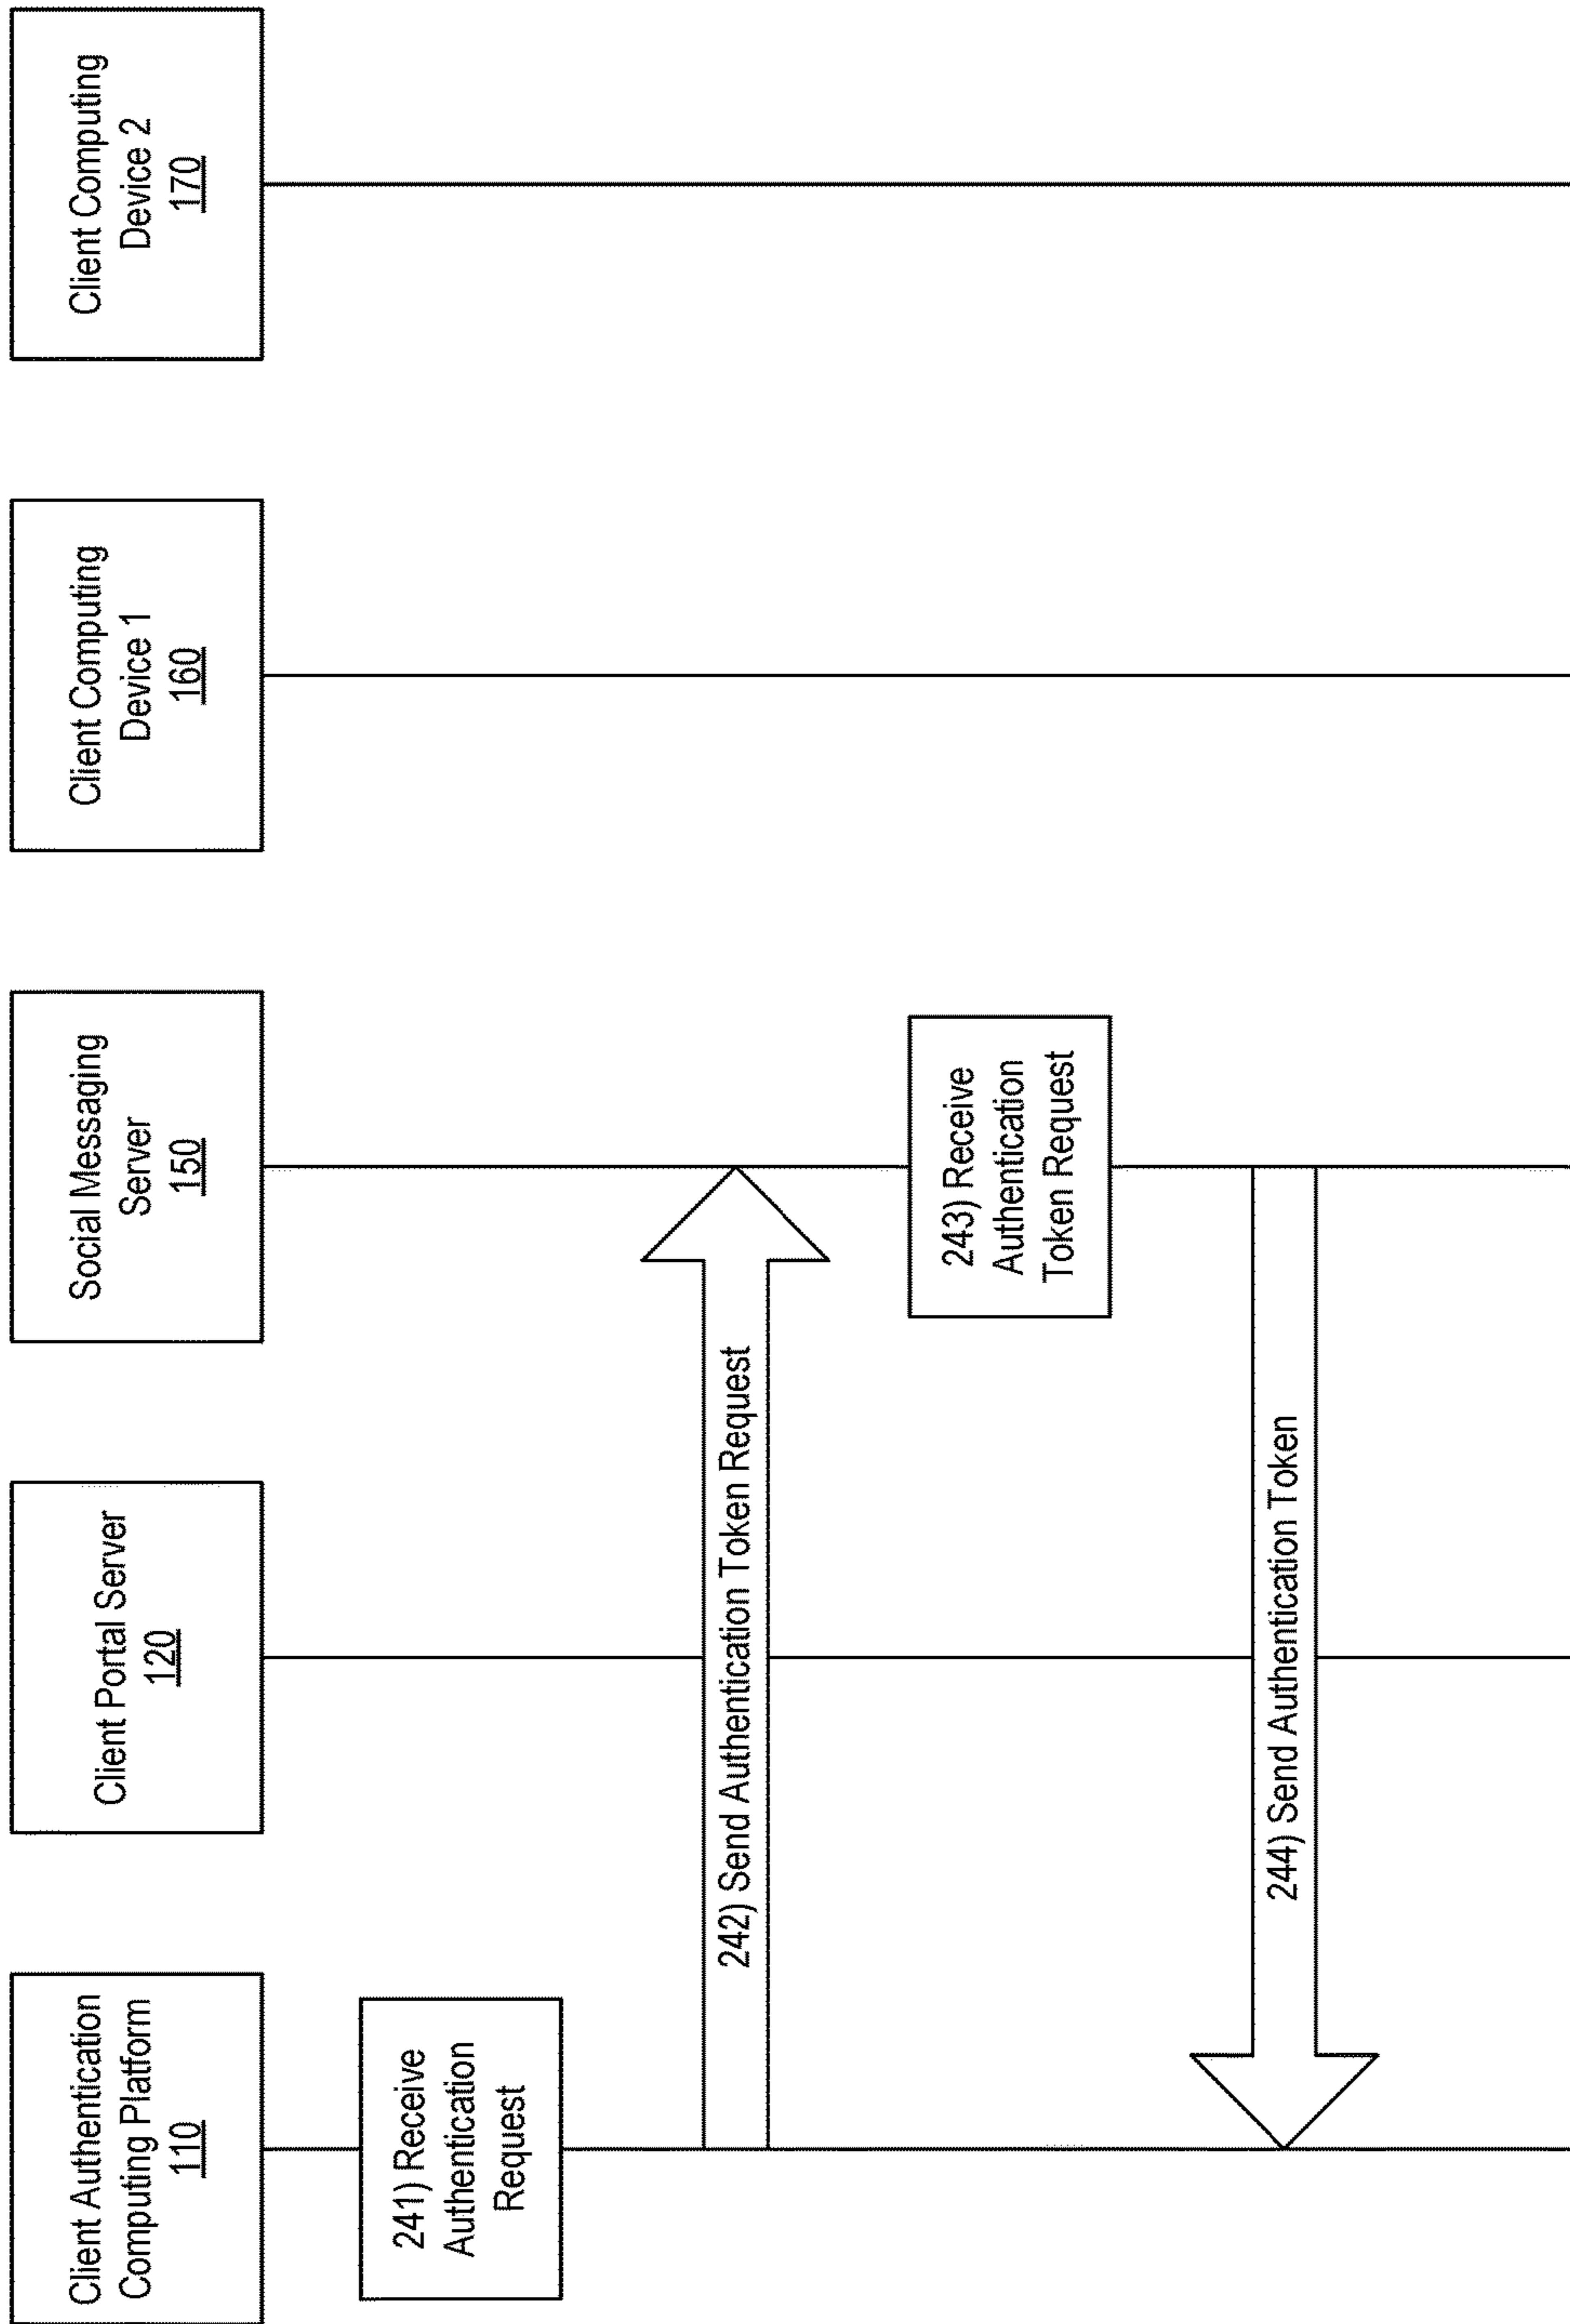 Client Authentication
Computing Platform
110
Client Portal Server
120
Social Messaging
Server
150
Client Computing
Device 1
160
Client Computing
Device 2
170
241) Receive
Authentication
Request
242) Send Authentication Token Request
243) Receive
Authentication
Token Request
244) Send Authentication Token